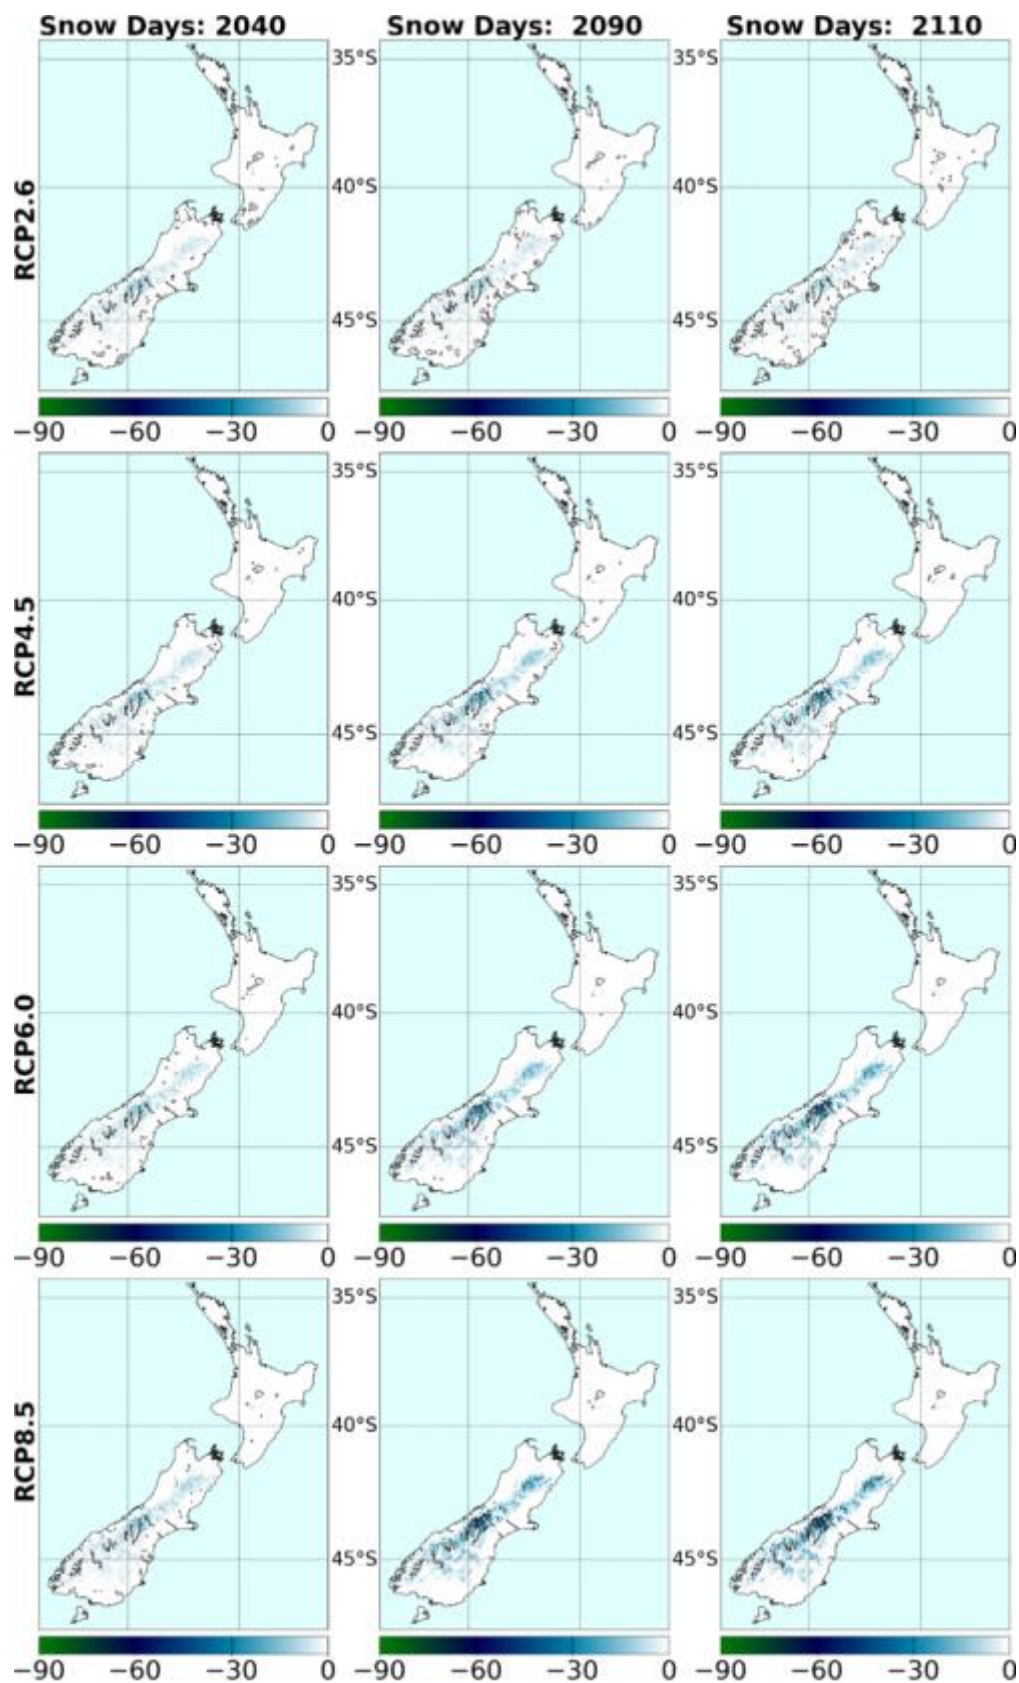 Snow Days: 2040 Snow Days: 2090 Snow Days: 2110
35°S 35°S
RCP2.6
40°S 40°S
45°S 45°S
−90 −60 −30 0 −90 −60 −30 0 −90 −60 −30 0
35°S 35°S
RCP4.5
40°S 40°S
45°S 45°S
−90 −60 −30 0 −90 −60 −30 0 −90 −60 −30 0
35°S 35°S
RCP6.0
40°S 40°S
45°S 45°S
−90 −60 −30 0 −90 −60 −30 0 −90 −60 −30 0
35°S 35°S
RCP8.5
40°S 40°S
45°S 45°S
−90 −60 −30 0 −90 −60 −30 0 −90 −60 −30 0